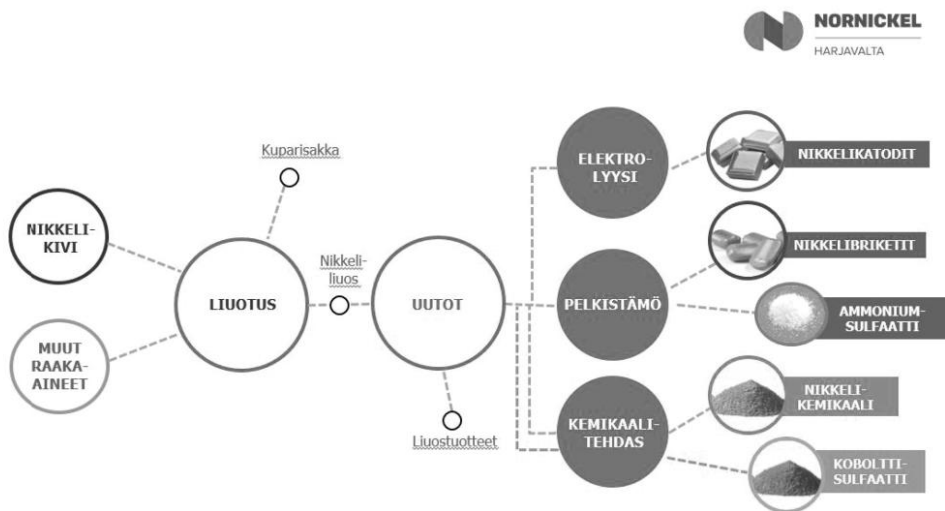 NORNICKEL
HARJAVALTA
Kuparisakka
ELEKTRO-
LYYSI
NIKKELIKATODIT
NIKKELI-
KIVI
NIKKELIBRIKETIT
Nikkeli-
liuos
LIUOTUS
UUTOT
PELKISTÄMÖ
AMMONIUM-
SULFAATTI
MUUT
RAAKA-
AINEET
NIKKELI-
KEMIKAALI
KEMIKAALI-
TEHDAS
Liuostuotteet
KOBOLTTI-
SULFAATTI